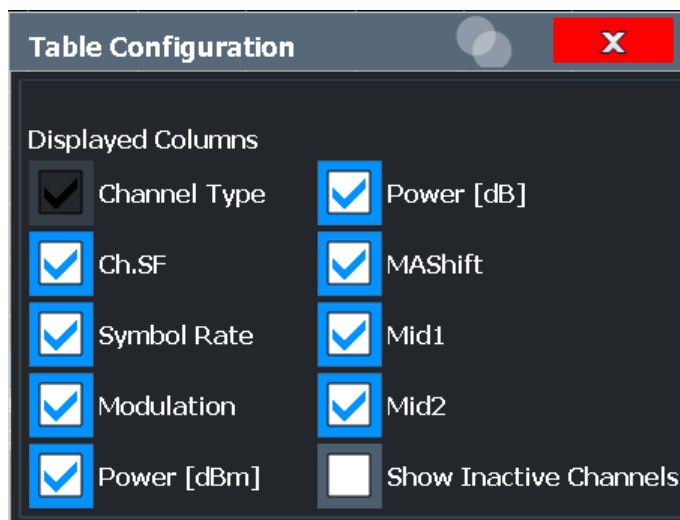 Table Configuration
X
Displayed Columns
Channel Type
Power [dB]
Ch.SF
MAShift
Symbol Rate
Mid1
Modulation
Mid2
Power [dBm]
Show Inactive Channels